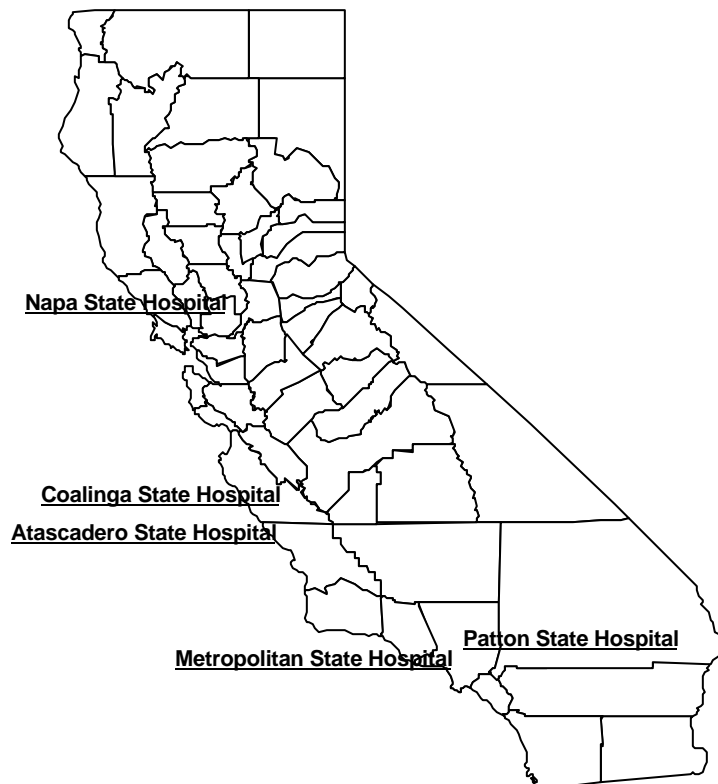 Napa State Hospital
Coalinga State Hospital
Atascadero State Hospital
Patton State Hospital
Metropolitan State Hospital